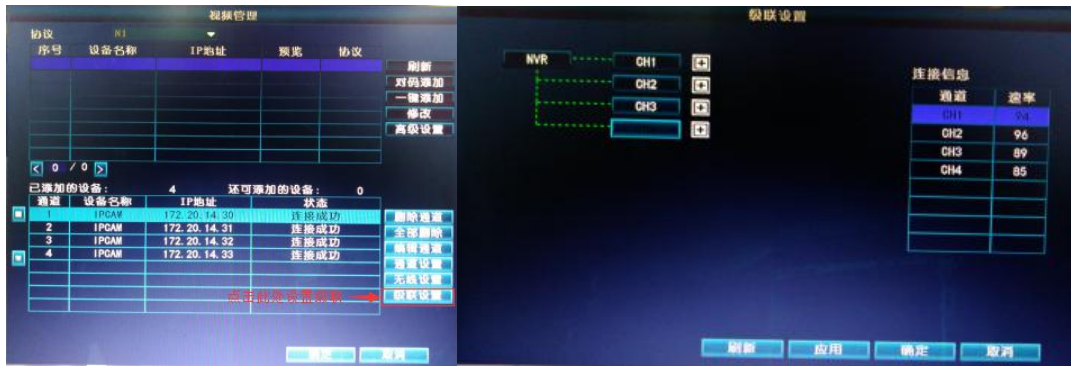 视频管理
协议 N1
序号 设备名称 IP地址 预览 协议
刷新
对码添加
一键添加
修改
高级设置
0 / 0
已添加的设备: 4 还可添加的设备: 0
通道 设备名称 IP地址 状态
1 IPCAM 172.20.14.30 连接成功
2 IPCAM 172.20.14.31 连接成功
3 IPCAM 172.20.14.32 连接成功
4 IPCAM 172.20.14.33 连接成功
删除通道
全部删除
编辑通道
通道设置
无线设置
级联设置
点击此处设置级联
确定 取消
级联设置
NVR CH1
CH2
CH3
连接信息
通道 速率
CH1 94
CH2 96
CH3 89
CH4 85
刷新 应用 确定 取消